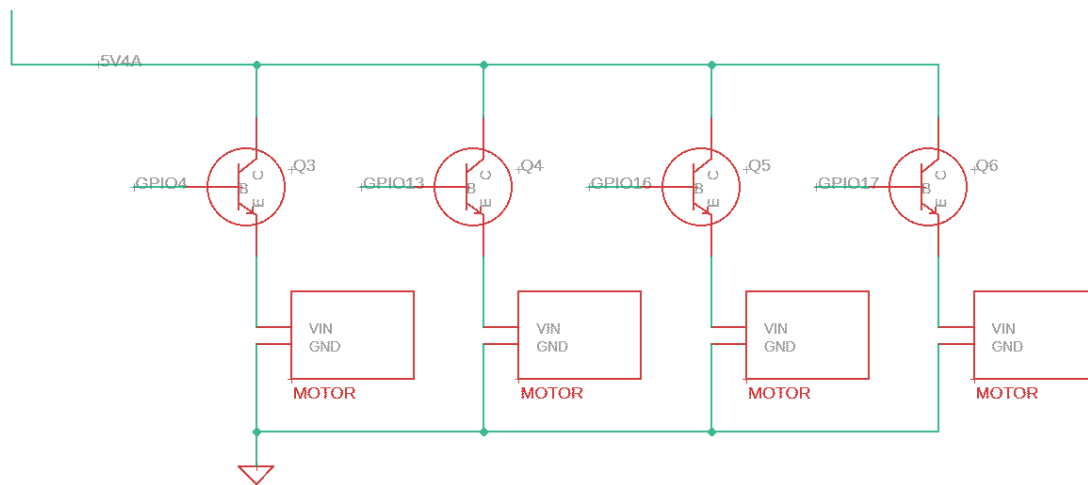 5V4A
Q3
Q4
Q5
Q6
GPIO4
GPIO13
GPIO16
GPIO17
B C E
B C E
B C E
B C E
VIN
GND
MOTOR
VIN
GND
MOTOR
VIN
GND
MOTOR
VIN
GND
MOTOR